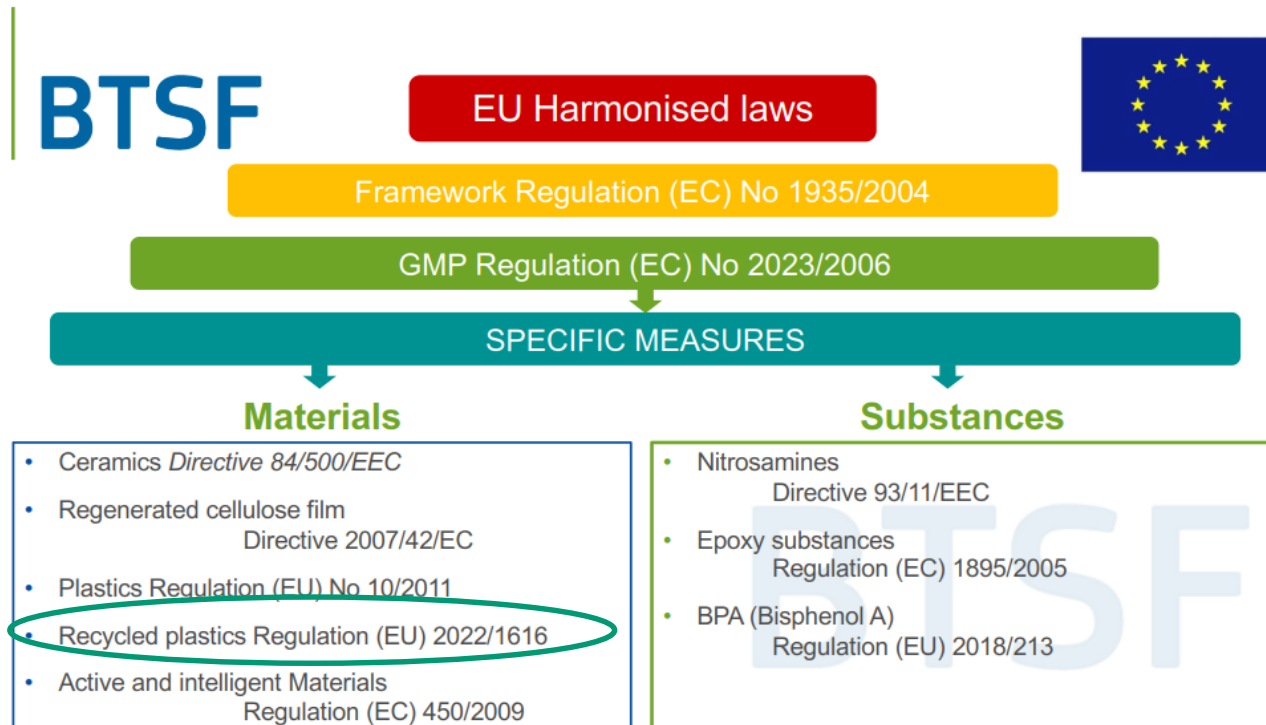 BTSF
EU Harmonised laws
Framework Regulation (EC) No 1935/2004
GMP Regulation (EC) No 2023/2006
SPECIFIC MEASURES
Materials
• Ceramics Directive 84/500/EEC
• Regenerated cellulose film
Directive 2007/42/EC
• Plastics Regulation (EU) No 10/2011
• Recycled plastics Regulation (EU) 2022/1616
• Active and intelligent Materials
Regulation (EC) 450/2009
Substances
• Nitrosamines
Directive 93/11/EEC
• Epoxy substances
Regulation (EC) 1895/2005
• BPA (Bisphenol A)
Regulation (EU) 2018/213
BTSF